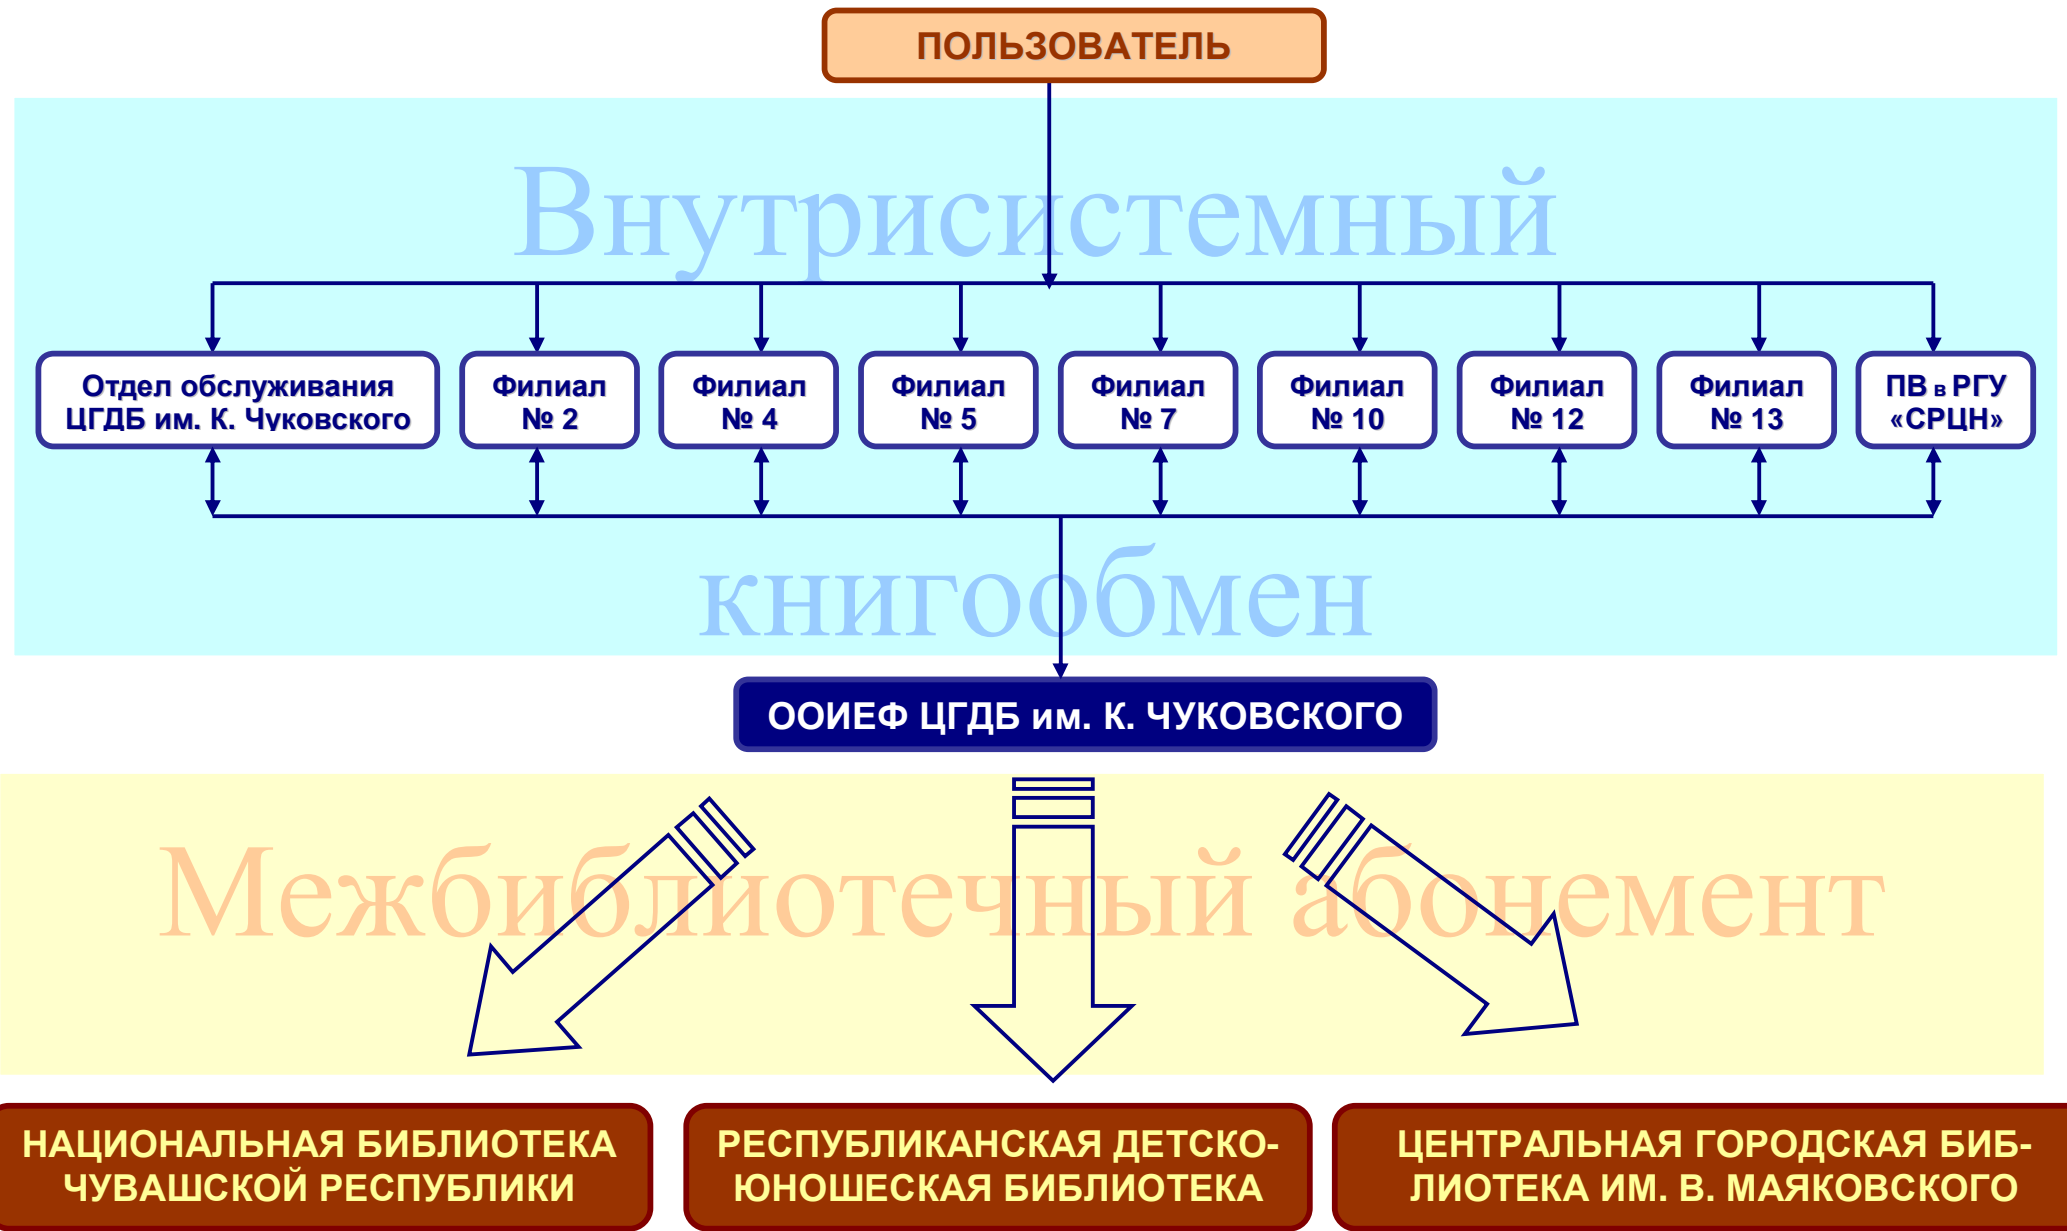 ПОЛЬЗОВАТЕЛЬ
Внутрисистемный
Отдел обслуживания
ЦГДБ им. К. Чуковского
Филиал
№ 2
Филиал
№ 4
Филиал
№ 5
Филиал
№ 7
Филиал
№ 10
Филиал
№ 12
Филиал
№ 13
ПВ в РГУ
«СРЦН»
книгообмен
ООИЕФ ЦГДБ им. К. ЧУКОВСКОГО
Межбиблиотечный абонемент
НАЦИОНАЛЬНАЯ БИБЛИОТЕКА
ЧУВАШСКОЙ РЕСПУБЛИКИ
РЕСПУБЛИКАНСКАЯ ДЕТСКО-
ЮНОШЕСКАЯ БИБЛИОТЕКА
ЦЕНТРАЛЬНАЯ ГОРОДСКАЯ БИБ-
ЛИОТЕКА ИМ. В. МАЯКОВСКОГО